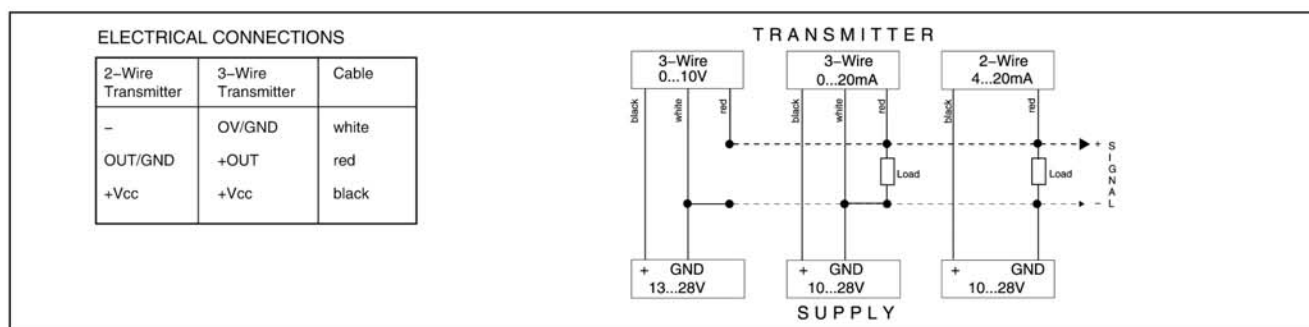 ELECTRICAL CONNECTIONS
2–Wire Transmitter
3–Wire Transmitter
Cable
–
OV/GND
white
OUT/GND
+OUT
red
+Vcc
+Vcc
black
TRANSMITTER
3–Wire
0...10V
3–Wire
0...20mA
2–Wire
4...20mA
black
white
red
black
white
red
black
red
Load
Load
+
SIGNAL
–
+ GND
13...28V
+ GND
10...28V
+ GND
10...28V
SUPPLY